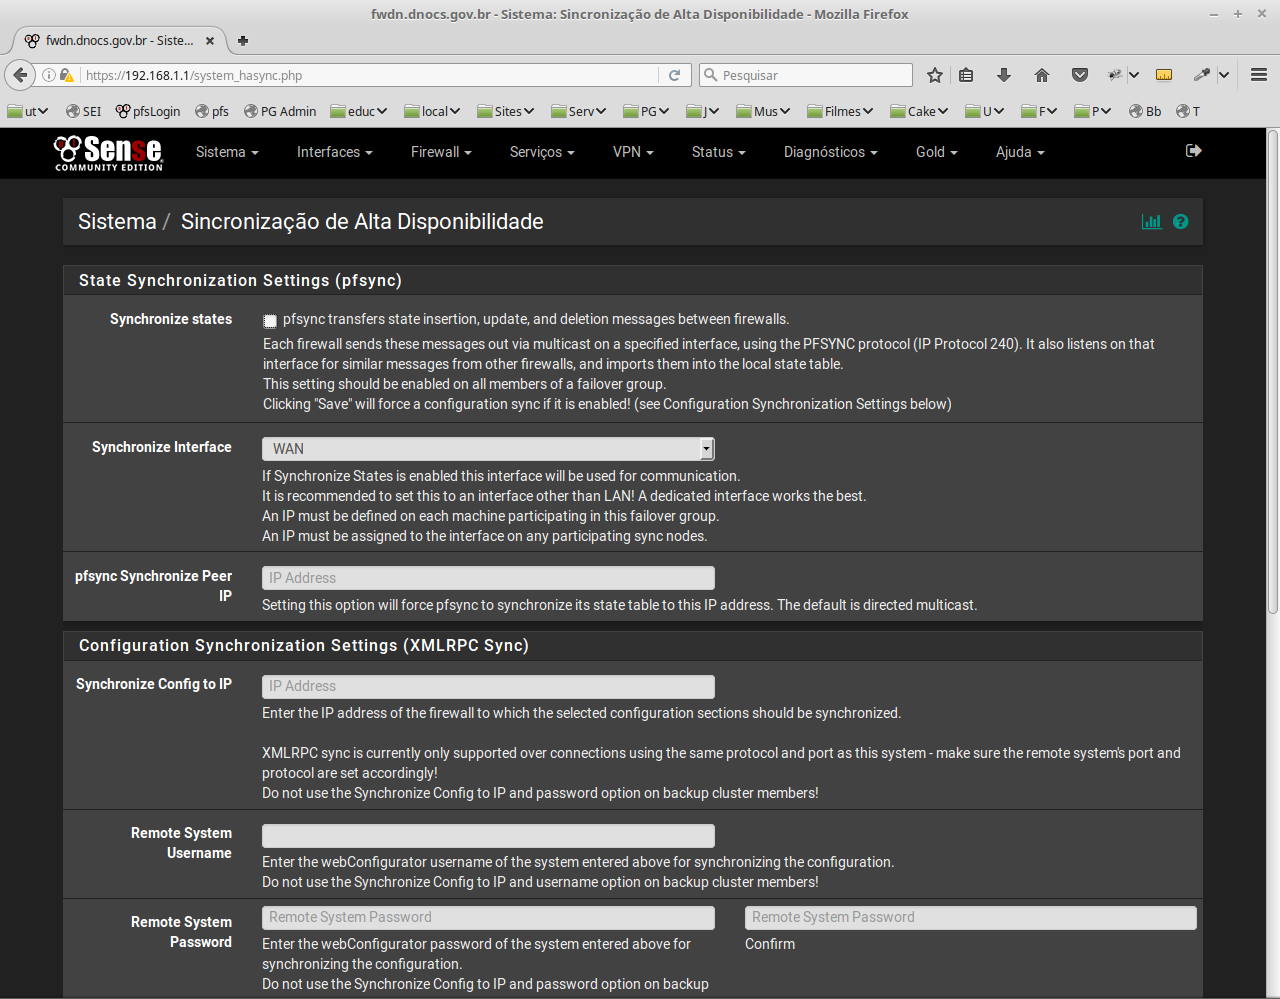 fwdn.dnocs.gov.br - Sistema: Sincronização de Alta Disponibilidade - Mozilla Firefox
fwdn.dnocs.gov.br - Siste...
https://192.168.1.1/system_hasync.php
Pesquisar
ut SEI pfsLogin pfs PG Admin educ local Sites Serv PG J Mus Filmes Cake U F P Bb T
Sense
COMMUNITY EDITION
Sistema Interfaces Firewall Serviços VPN Status Diagnósticos Gold Ajuda
Sistema / Sincronização de Alta Disponibilidade
State Synchronization Settings (pfsync)
Synchronize states
pfsync transfers state insertion, update, and deletion messages between firewalls.
Each firewall sends these messages out via multicast on a specified interface, using the PFSYNC protocol (IP Protocol 240). It also listens on that
interface for similar messages from other firewalls, and imports them into the local state table.
This setting should be enabled on all members of a failover group.
Clicking "Save" will force a configuration sync if it is enabled! (see Configuration Synchronization Settings below)
Synchronize Interface
WAN
If Synchronize States is enabled this interface will be used for communication.
It is recommended to set this to an interface other than LAN! A dedicated interface works the best.
An IP must be defined on each machine participating in this failover group.
An IP must be assigned to the interface on any participating sync nodes.
pfsync Synchronize Peer
IP
IP Address
Setting this option will force pfsync to synchronize its state table to this IP address. The default is directed multicast.
Configuration Synchronization Settings (XMLRPC Sync)
Synchronize Config to IP
IP Address
Enter the IP address of the firewall to which the selected configuration sections should be synchronized.
XMLRPC sync is currently only supported over connections using the same protocol and port as this system - make sure the remote system's port and
protocol are set accordingly!
Do not use the Synchronize Config to IP and password option on backup cluster members!
Remote System
Username
Enter the webConfigurator username of the system entered above for synchronizing the configuration.
Do not use the Synchronize Config to IP and username option on backup cluster members!
Remote System
Password
Remote System Password
Enter the webConfigurator password of the system entered above for
synchronizing the configuration.
Do not use the Synchronize Config to IP and password option on backup
Remote System Password
Confirm